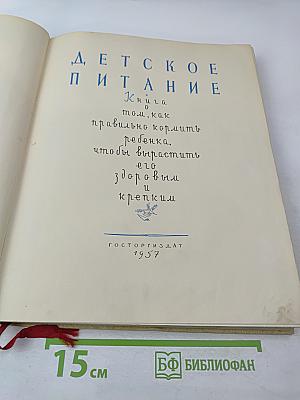 ДЕТСКОЕ
ПИТАНИЕ
Книга
о
том, как
правильно кормить
ребенка,
чтобы вырастить
его
здоровым
и
крепким
ГОСТОРГИЗДАТ
1957
15 см
БФ БИБЛИОФАН